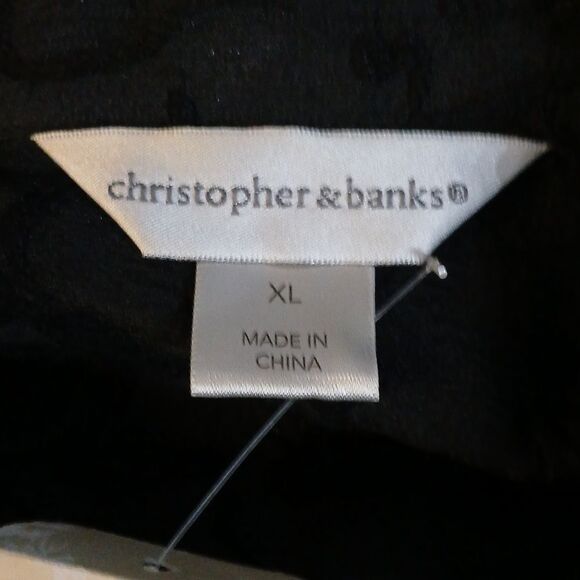 christopher & banks®
XL
MADE IN
CHINA